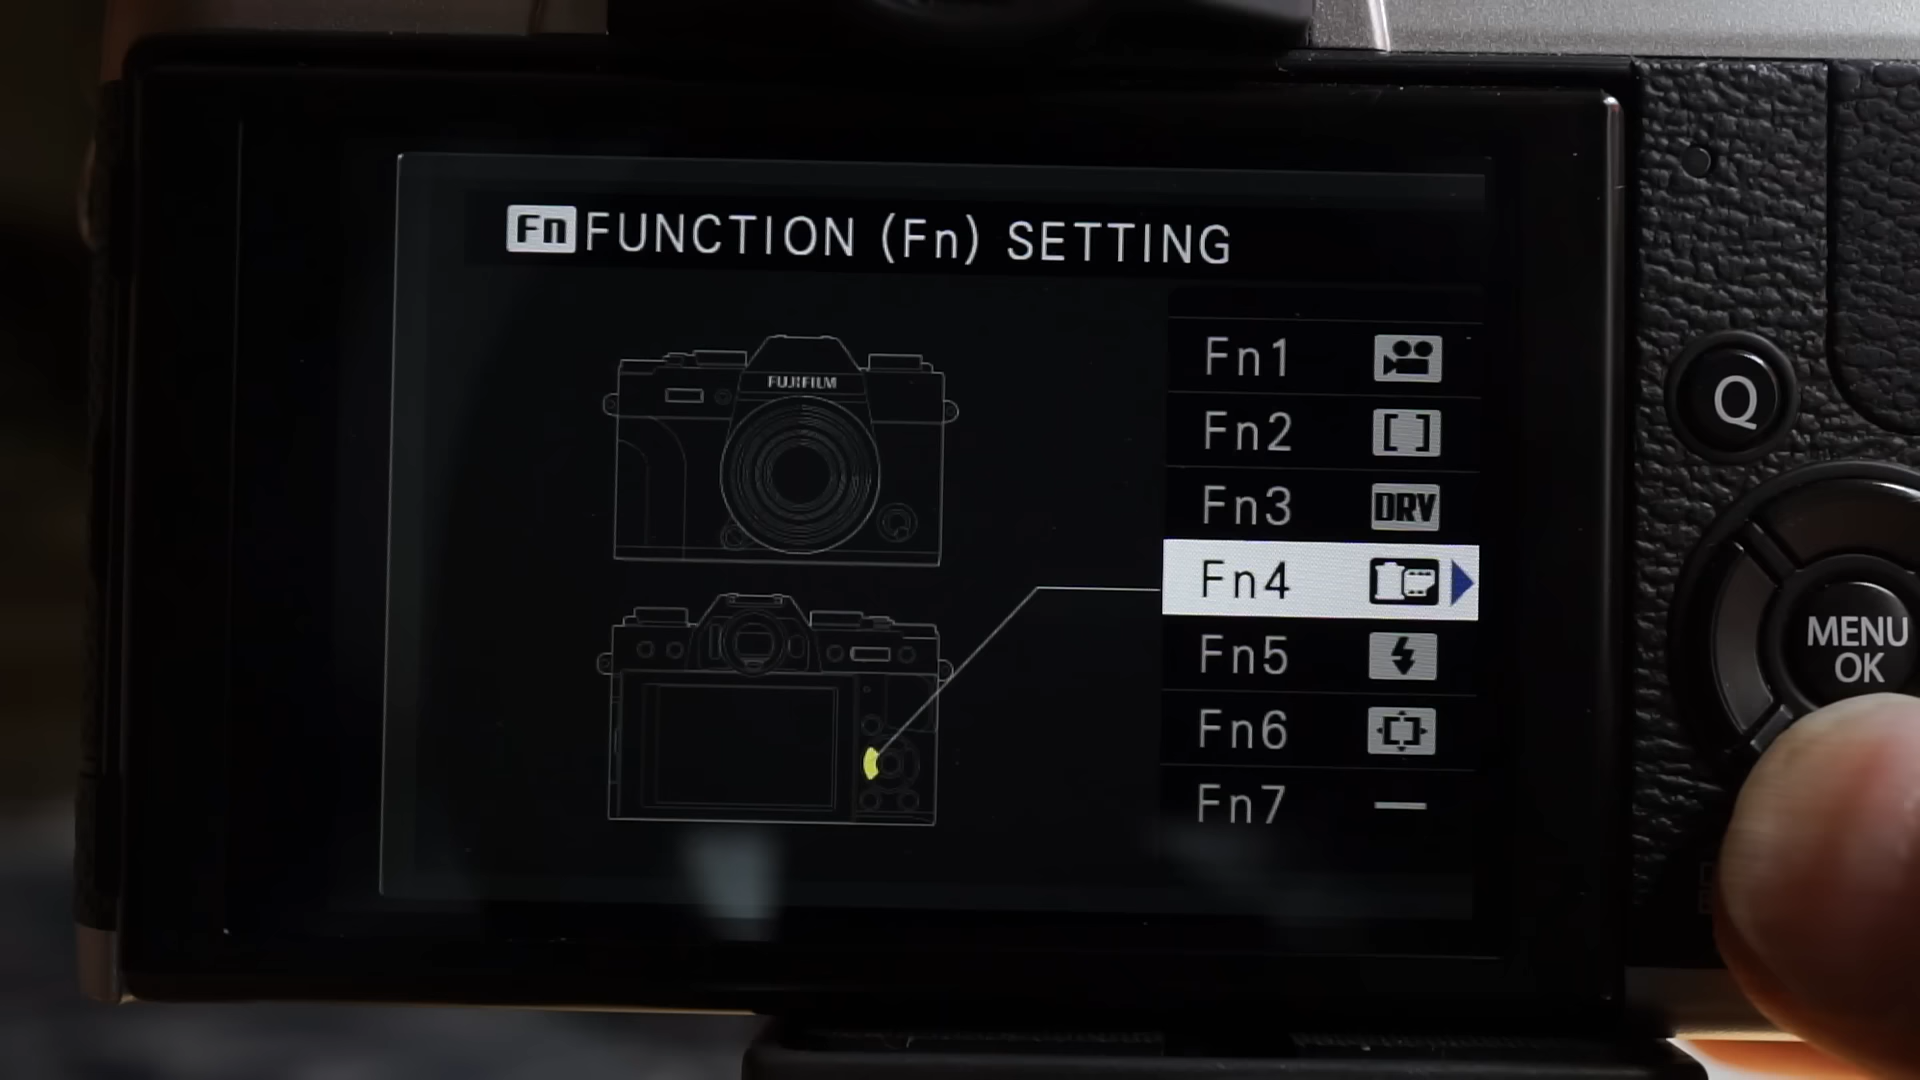 Fn FUNCTION (Fn) SETTING
FUJIFILM
Fn1
Fn2 [ ]
Fn3 DRV
Fn4
Fn5
Fn6
Fn7 —
Q
MENU
OK